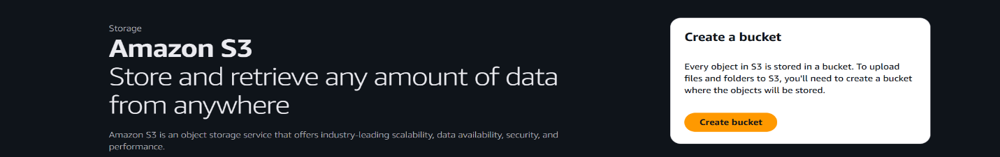 Storage
Amazon S3
Store and retrieve any amount of data
from anywhere
Amazon S3 is an object storage service that offers industry-leading scalability, data availability, security, and
performance.
Create a bucket
Every object in S3 is stored in a bucket. To upload
files and folders to S3, you'll need to create a bucket
where the objects will be stored.
Create bucket